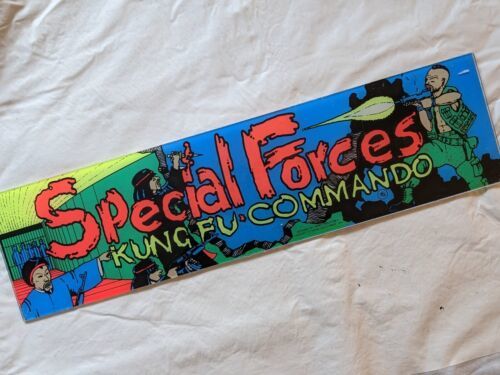 Special Forces
KUNG FU COMMANDO